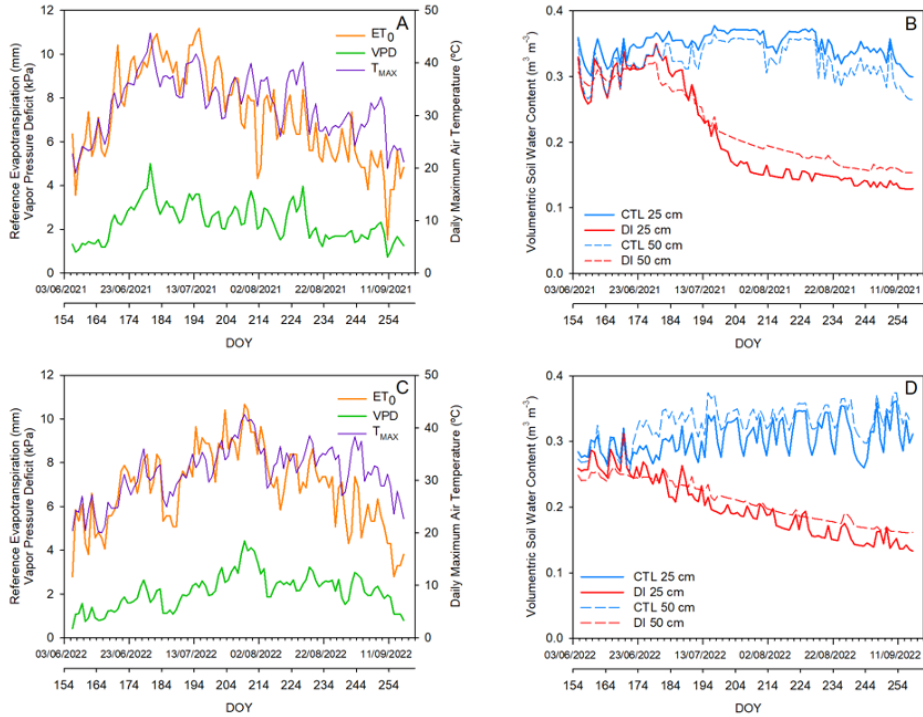 A
12
10
8
6
4
2
0
50
40
30
20
10
0
Reference Evapotranspiration (mm)
Vapor Pressure Deficit (kPa)
Daily Maximum Air Temperature (ºC)
ET0
VPD
TMAX
03/06/2021 23/06/2021 13/07/2021 02/08/2021 22/08/2021 11/09/2021
154 164 174 184 194 204 214 224 234 244 254
DOY
B
0.4
0.3
0.2
0.1
0.0
Volumentric Soil Water Content (m3 m-3)
CTL 25 cm
DI 25 cm
CTL 50 cm
DI 50 cm
03/06/2021 23/06/2021 13/07/2021 02/08/2021 22/08/2021 11/09/2021
154 164 174 184 194 204 214 224 234 244 254
DOY
C
12
10
8
6
4
2
0
50
40
30
20
10
0
Reference Evapotranspiration (mm)
Vapor Pressure Deficit (kPa)
Daily Maximum Air Temperature (ºC)
ET0
VPD
TMAX
03/06/2022 23/06/2022 13/07/2022 02/08/2022 22/08/2022 11/09/2022
154 164 174 184 194 204 214 224 234 244 254
DOY
D
0.4
0.3
0.2
0.1
0.0
Volumentric Soil Water Content (m3 m-3)
CTL 25 cm
DI 25 cm
CTL 50 cm
DI 50 cm
03/06/2022 23/06/2022 13/07/2022 02/08/2022 22/08/2022 11/09/2022
154 164 174 184 194 204 214 224 234 244 254
DOY